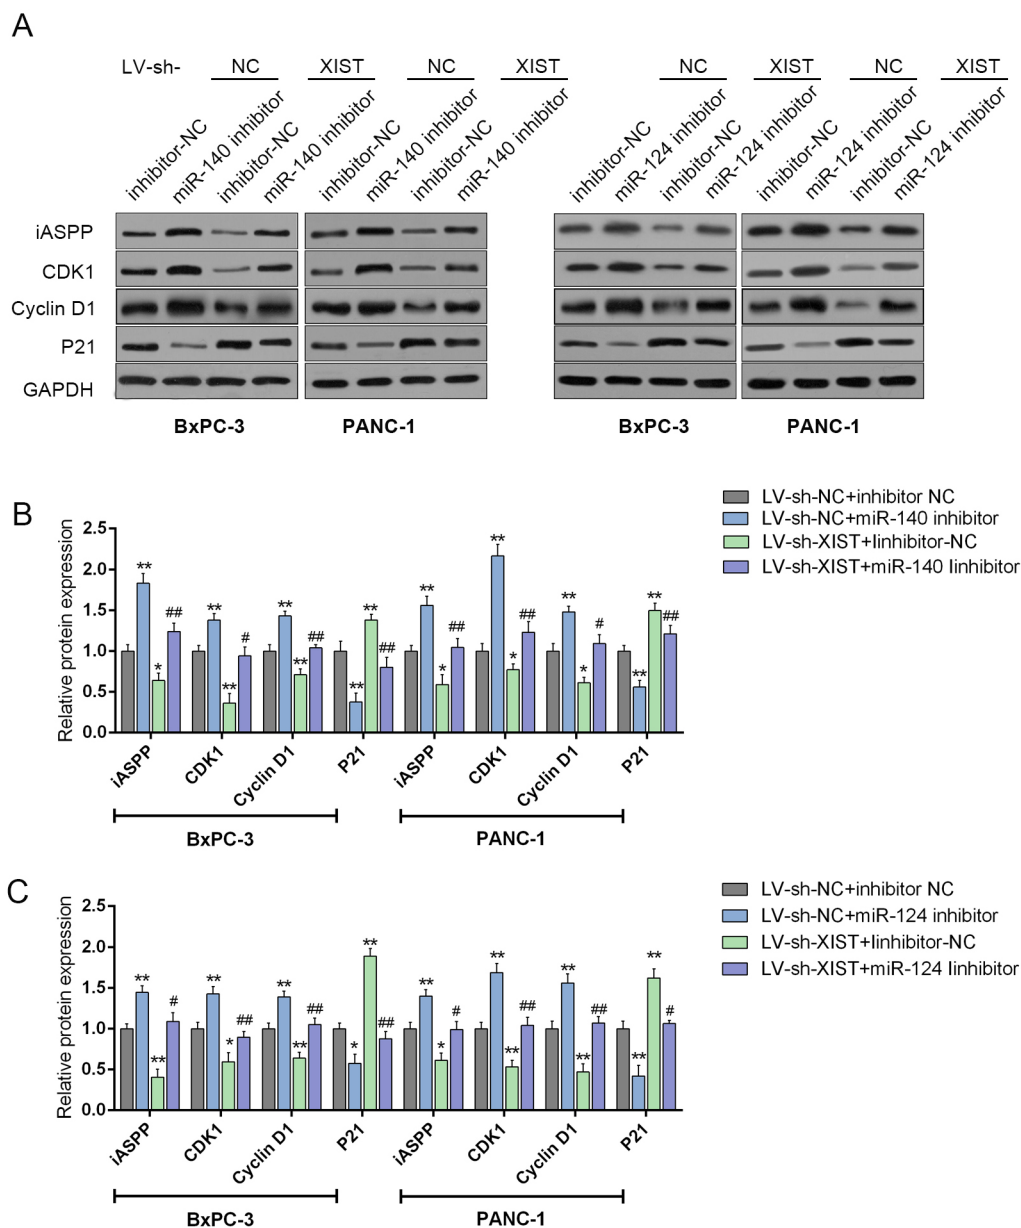 A
LV-sh- NC XIST NC XIST NC XIST NC XIST
inhibitor-NC miR-140 inhibitor inhibitor-NC miR-140 inhibitor inhibitor-NC miR-140 inhibitor inhibitor-NC miR-140 inhibitor inhibitor-NC miR-124 inhibitor inhibitor-NC miR-124 inhibitor inhibitor-NC miR-124 inhibitor inhibitor-NC miR-124 inhibitor
iASPP
CDK1
Cyclin D1
P21
GAPDH
BxPC-3 PANC-1 BxPC-3 PANC-1
B
LV-sh-NC+inhibitor NC
LV-sh-NC+miR-140 inhibitor
LV-sh-XIST+Iinhibitor-NC
LV-sh-XIST+miR-140 Iinhibitor
Relative protein expression
2.5
2.0
1.5
1.0
0.5
0.0
** * ## ** ** # ** ** ## ** ** ## ** * ## ** * ## ** * # ** ** ##
iASPP CDK1 Cyclin D1 P21 iASPP CDK1 Cyclin D1 P21
BxPC-3 PANC-1
C
LV-sh-NC+inhibitor NC
LV-sh-NC+miR-124 inhibitor
LV-sh-XIST+Iinhibitor-NC
LV-sh-XIST+miR-124 Iinhibitor
Relative protein expression
2.5
2.0
1.5
1.0
0.5
0.0
** ** # ** * ## ** ** ## * ** ## ** * # ** ** ## ** ** ## ** ** #
iASPP CDK1 Cyclin D1 P21 iASPP CDK1 Cyclin D1 P21
BxPC-3 PANC-1